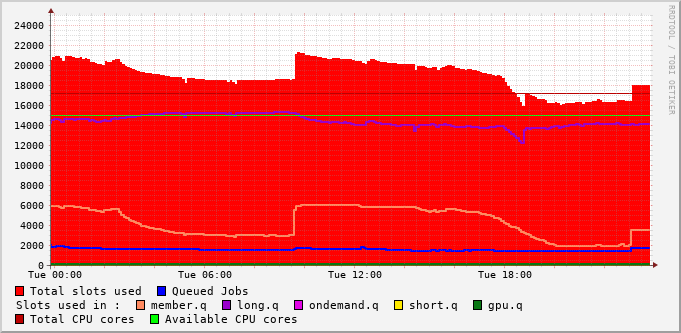 RRDTOOL / TOBI OETIKER
24000
22000
20000
18000
16000
14000
12000
10000
8000
6000
4000
2000
0
Tue 00:00 Tue 06:00 Tue 12:00 Tue 18:00
Total slots used Queued Jobs
Slots used in : member.q long.q ondemand.q short.q gpu.q
Total CPU cores Available CPU cores